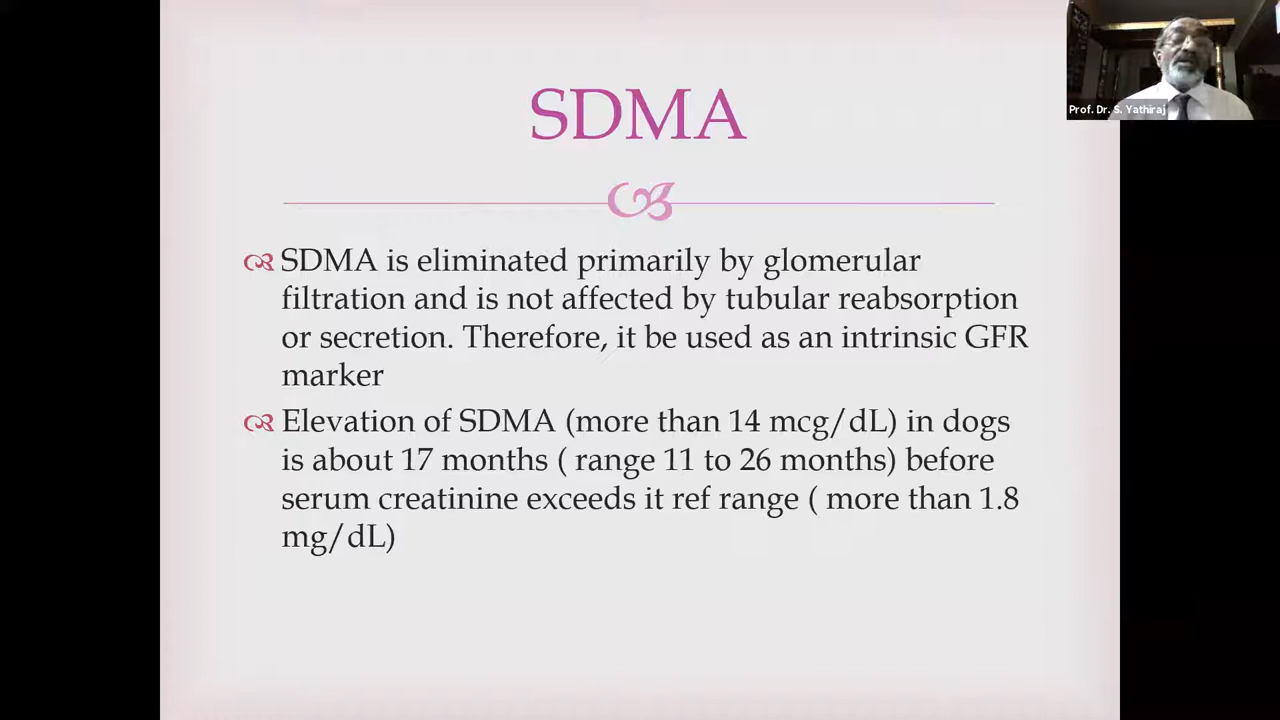 SDMA
SDMA is eliminated primarily by glomerular
filtration and is not affected by tubular reabsorption
or secretion. Therefore, it be used as an intrinsic GFR
marker
Elevation of SDMA (more than 14 mcg/dL) in dogs
is about 17 months ( range 11 to 26 months) before
serum creatinine exceeds it ref range ( more than 1.8
mg/dL)
Prof. Dr. S. Yathiraj